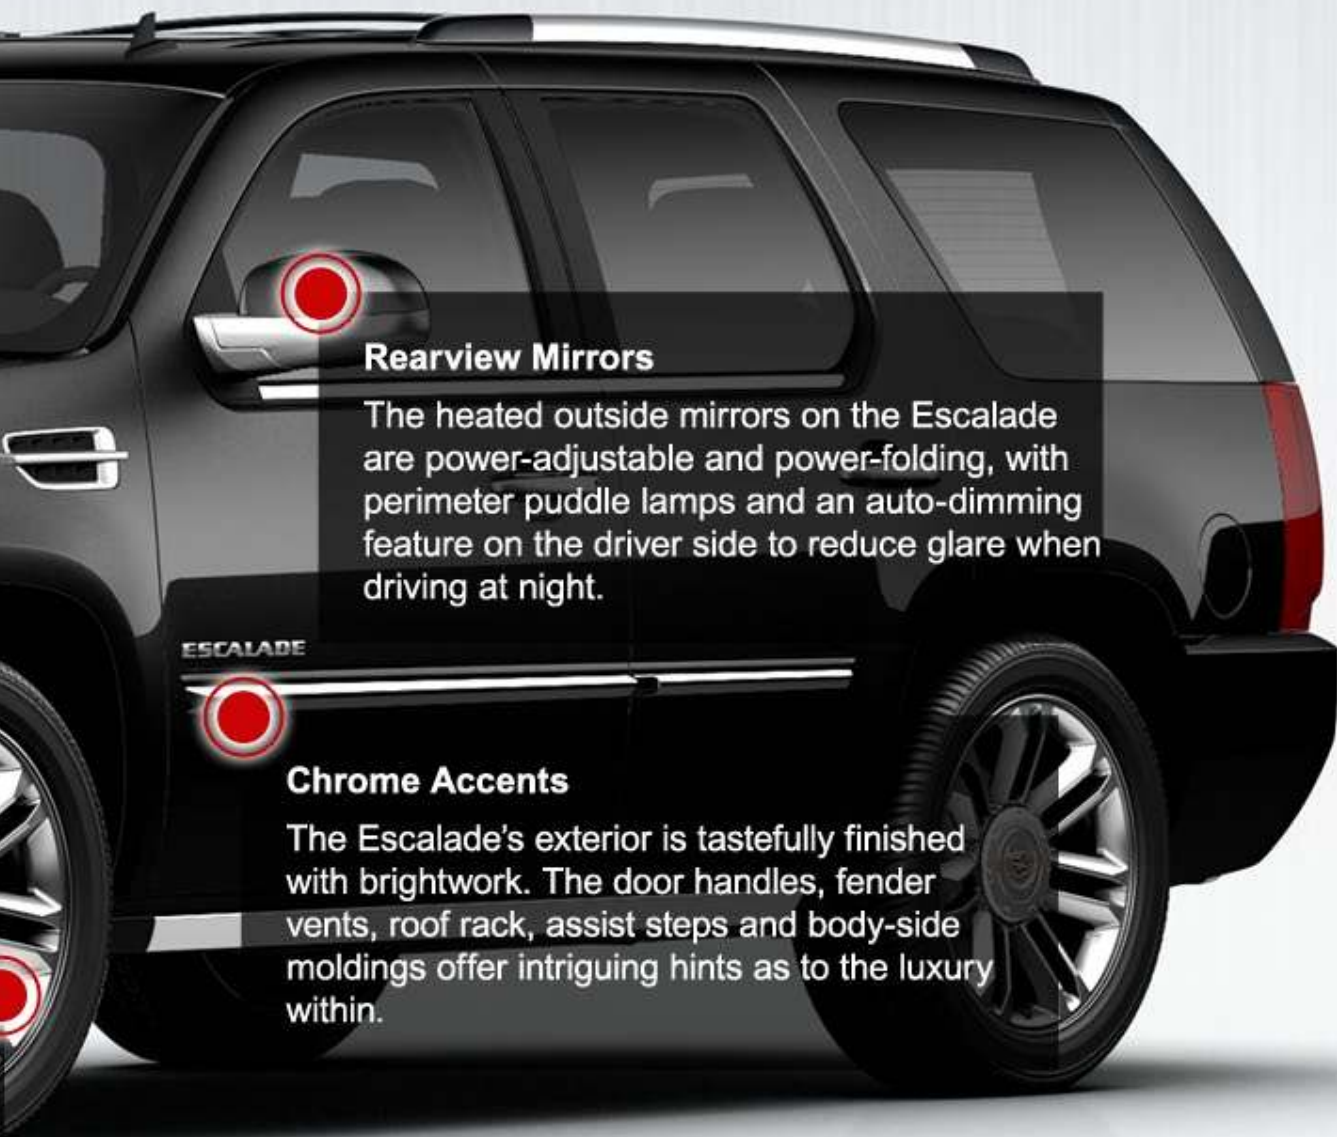 Rearview Mirrors
The heated outside mirrors on the Escalade
are power-adjustable and power-folding, with
perimeter puddle lamps and an auto-dimming
feature on the driver side to reduce glare when
driving at night.
ESCALADE
Chrome Accents
The Escalade’s exterior is tastefully finished
with brightwork. The door handles, fender
vents, roof rack, assist steps and body-side
moldings offer intriguing hints as to the luxury
within.